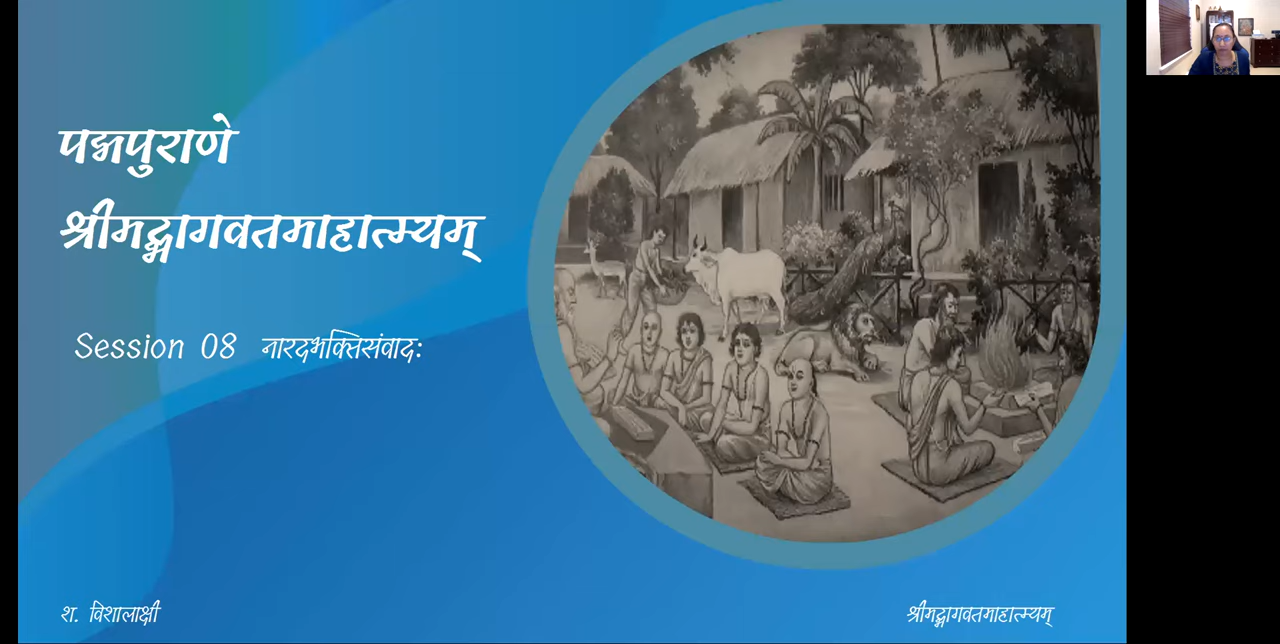 पद्मपुराणे
श्रीमद्भागवतमाहात्म्यम्
Session 08 नारदभक्तिसंवादः
श. विशालाक्षी
श्रीमद्भागवतमाहात्म्यम्